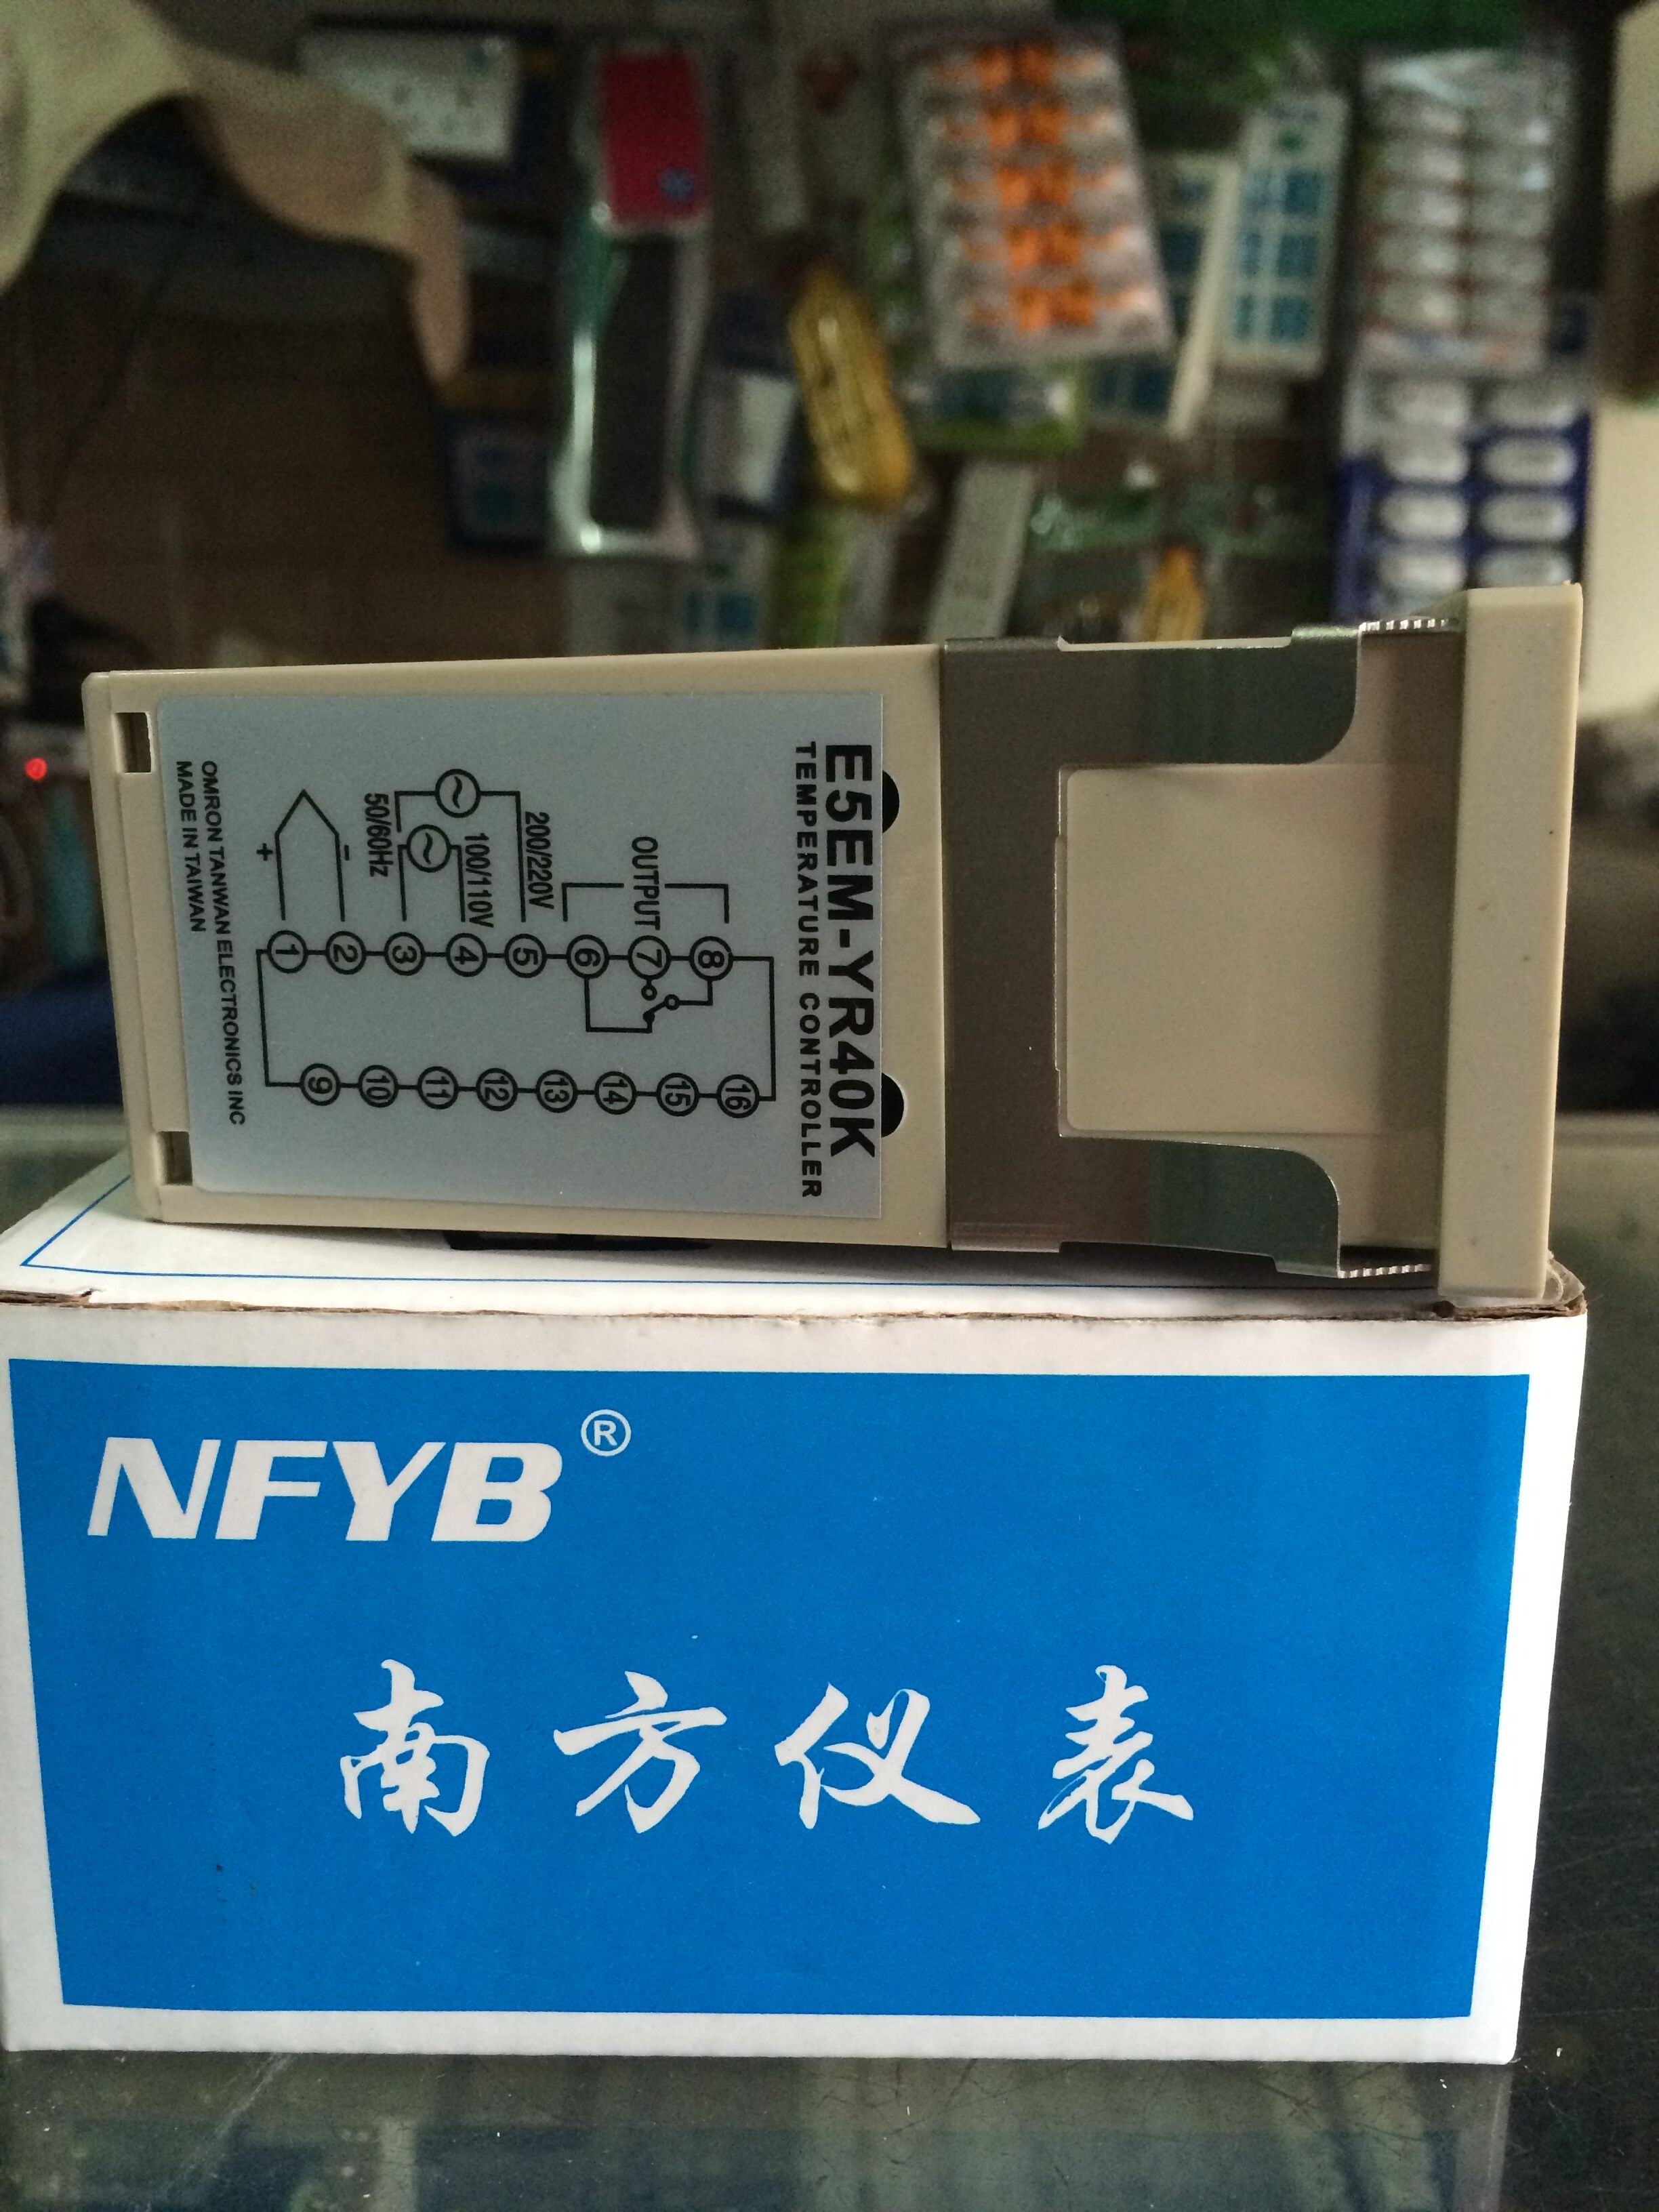 E5EM-YR40K
TEMPERATURE CONTROLLER
OUTPUT
200/220V
100/110V
50/60Hz
-
+
8
7
6
5
4
3
2
1
16
15
14
13
12
11
10
9
OMRON TANWAN ELECTRONICS INC
MADE IN TAIWAN
NFYB®
南方仪表